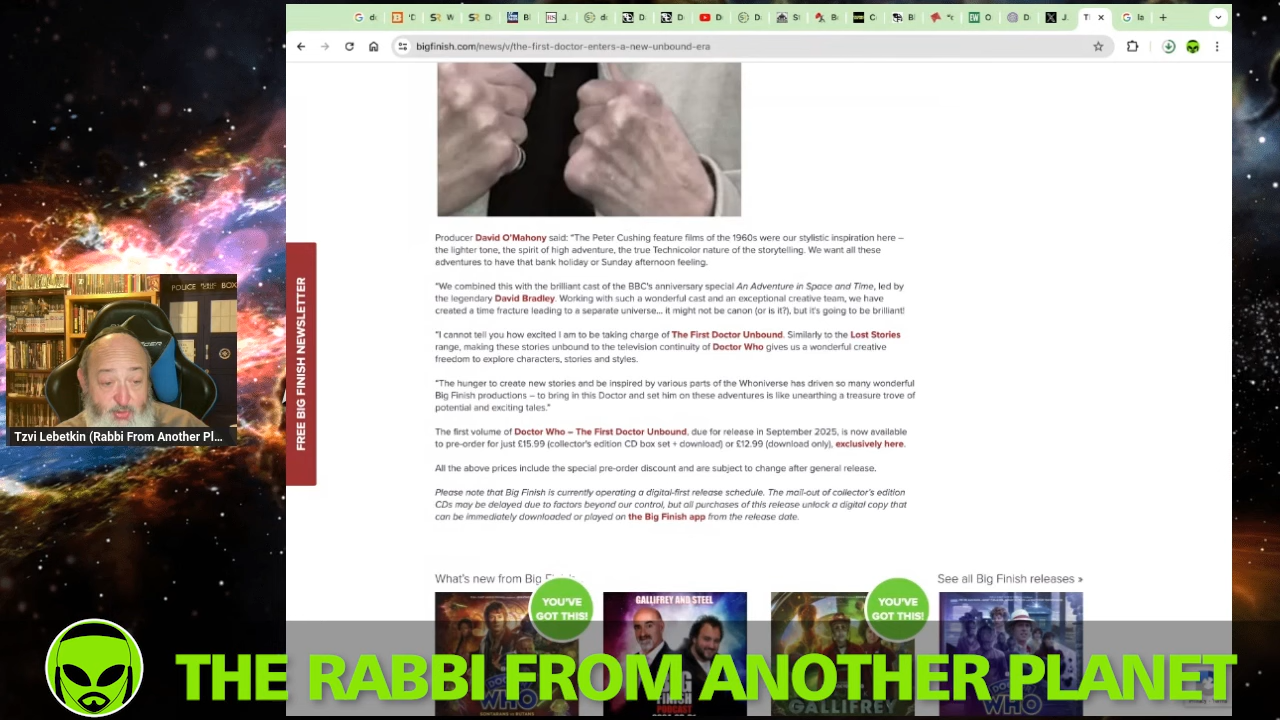 bigfinish.com/news/v/the-first-doctor-enters-a-new-unbound-era
POLICE BOX
Tzvi Lebetkin (Rabbi From Another Pl...
FREE BIG FINISH NEWSLETTER
Producer David O'Mahony said: “The Peter Cushing feature films of the 1960s were our stylistic inspiration here –
the lighter tone, the spirit of high adventure, the true Technicolor nature of the storytelling. We want all these
adventures to have that bank holiday or Sunday afternoon feeling.
“We combined this with the brilliant cast of the BBC's anniversary special An Adventure in Space and Time, led by
the legendary David Bradley. Working with such a wonderful cast and an exceptional creative team, we have
created a time fracture leading to a separate universe... it might not be canon (or is it?), but it's going to be brilliant!
“I cannot tell you how excited I am to be taking charge of The First Doctor Unbound. Similarly to the Lost Stories
range, making these stories unbound to the television continuity of Doctor Who gives us a wonderful creative
freedom to explore characters, stories and styles.
“The hunger to create new stories and be inspired by various parts of the Whoniverse has driven so many wonderful
Big Finish productions – to bring in this Doctor and set him on these adventures is like unearthing a treasure trove of
potential and exciting tales.”
The first volume of Doctor Who – The First Doctor Unbound, due for release in September 2025, is now available
to pre-order for just £15.99 (collector's edition CD box set + download) or £12.99 (download only), exclusively here.
All the above prices include the special pre-order discount and are subject to change after general release.
Please note that Big Finish is currently operating a digital-first release schedule. The mail-out of collector's edition
CDs may be delayed due to factors beyond our control, but all purchases of this release unlock a digital copy that
can be immediately downloaded or played on the Big Finish app from the release date.
What's new from Big Finish
See all Big Finish releases »
YOU'VE
GOT THIS!
GALLIFREY AND STEEL
YOU'VE
GOT THIS!
WHO
BIG
FINISH
PODCAST
GALLIFREY
WHO
THE RABBI FROM ANOTHER PLANET